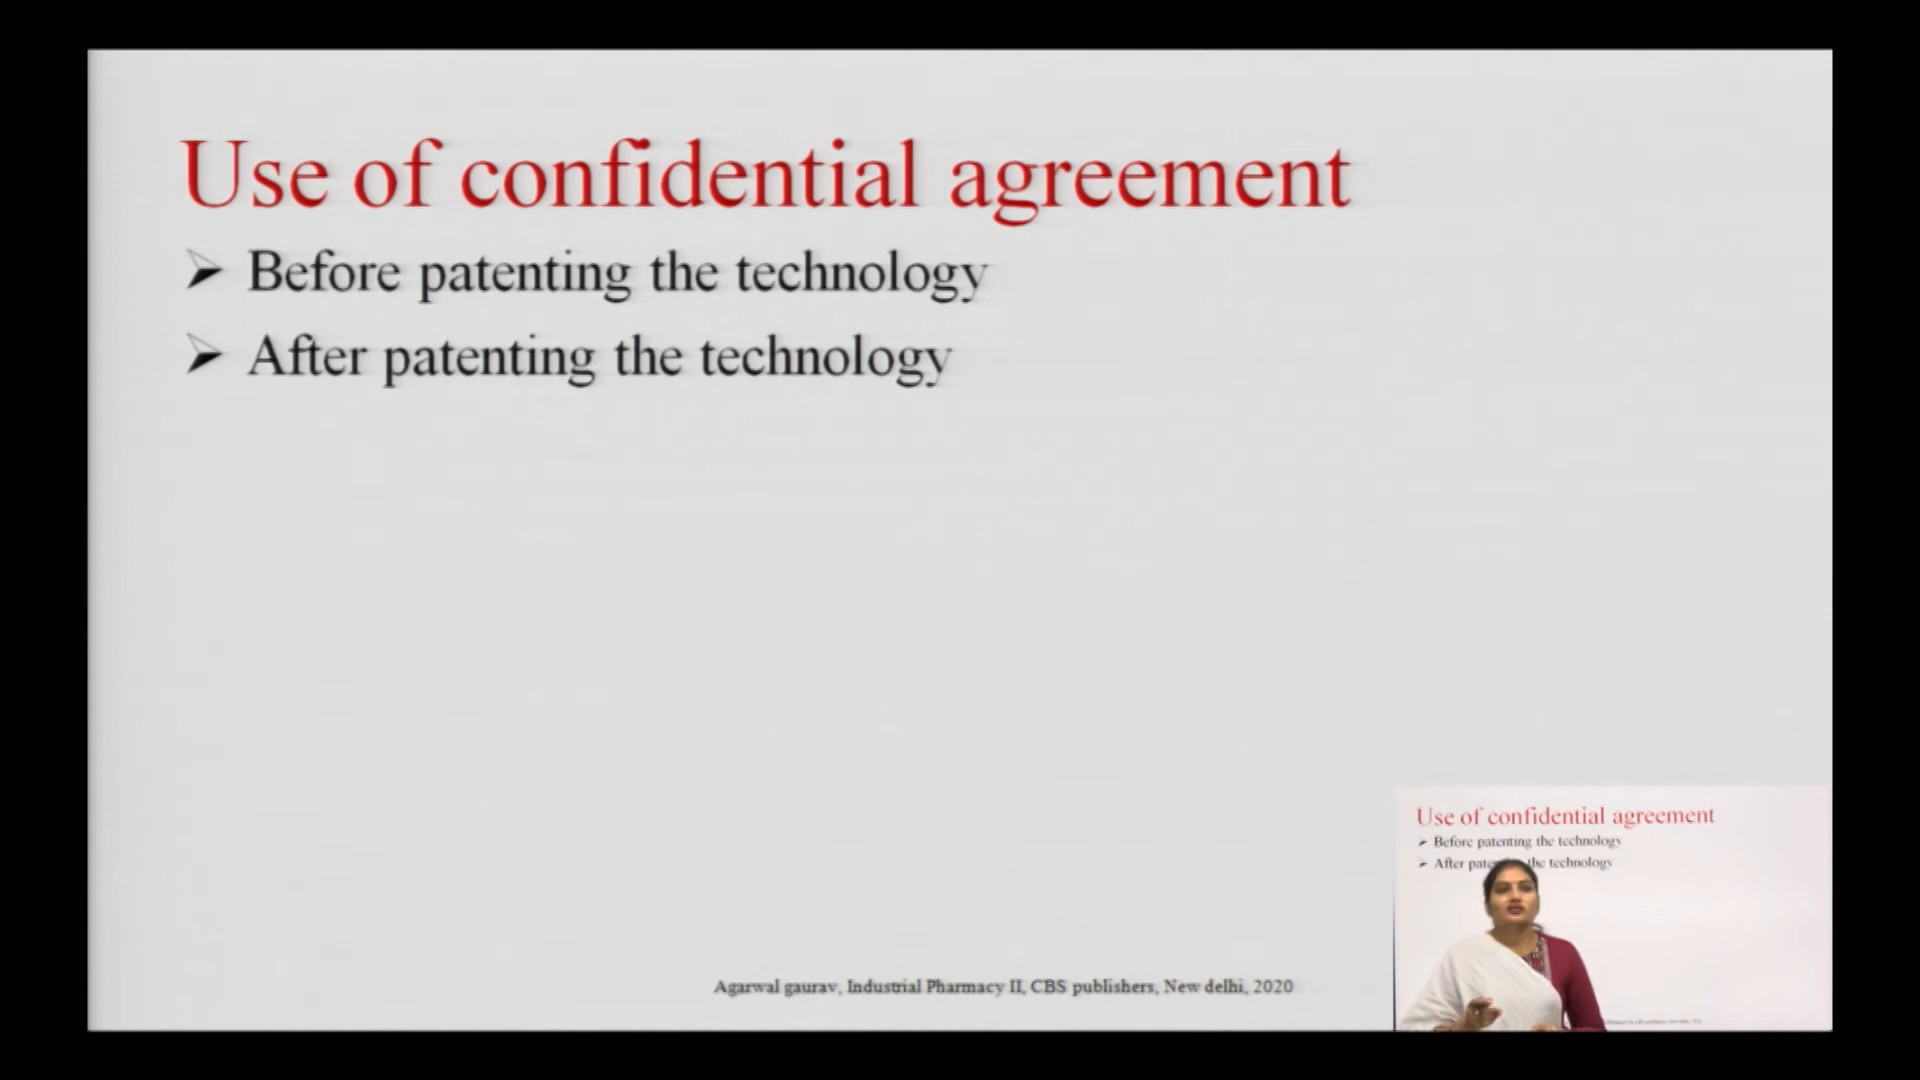 Use of confidential agreement
➢ Before patenting the technology
➢ After patenting the technology
Agarwal gaurav, Industrial Pharmacy II, CBS publishers, New delhi, 2020
Use of confidential agreement
➢ Before patenting the technology
➢ After the technology